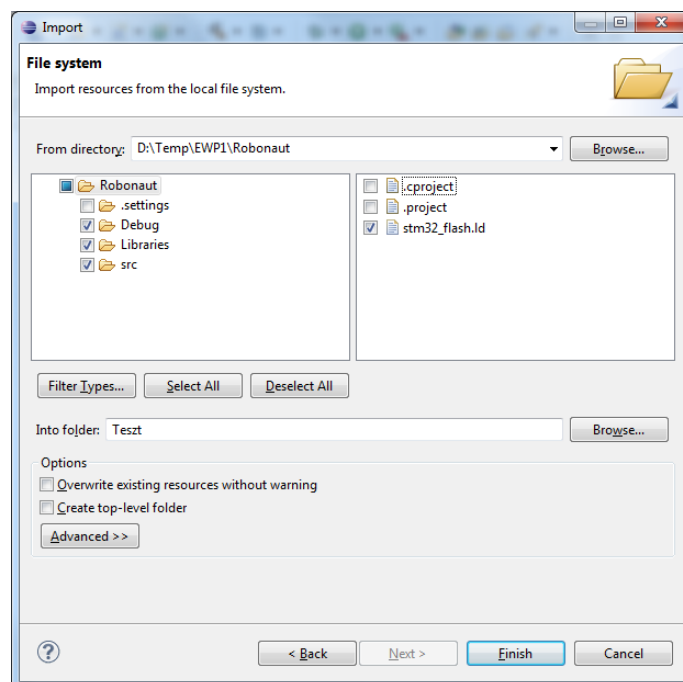 Import
File system
Import resources from the local file system.
From directory: D:\Temp\EWP1\Robonaut Browse...
Robonaut
.settings
Debug
Libraries
src
.cproject
.project
stm32_flash.ld
Filter Types... Select All Deselect All
Into folder: Teszt Browse...
Options
Overwrite existing resources without warning
Create top-level folder
Advanced >>
< Back Next > Finish Cancel